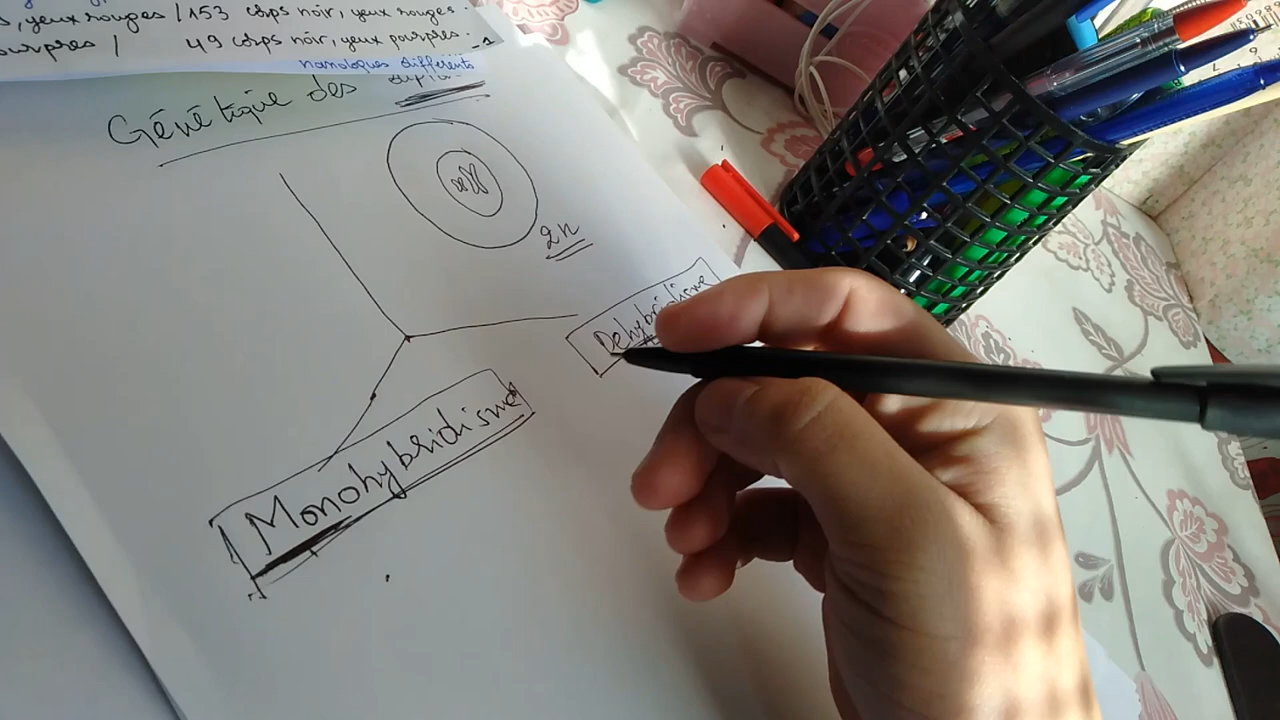 yeux rouges / 153 corps noir, yeux rouges.
pourpres / 49 corps noir, yeux pourpres.
homologues différents
Génétique des
2n
Dehybridisme
Monohybridisme